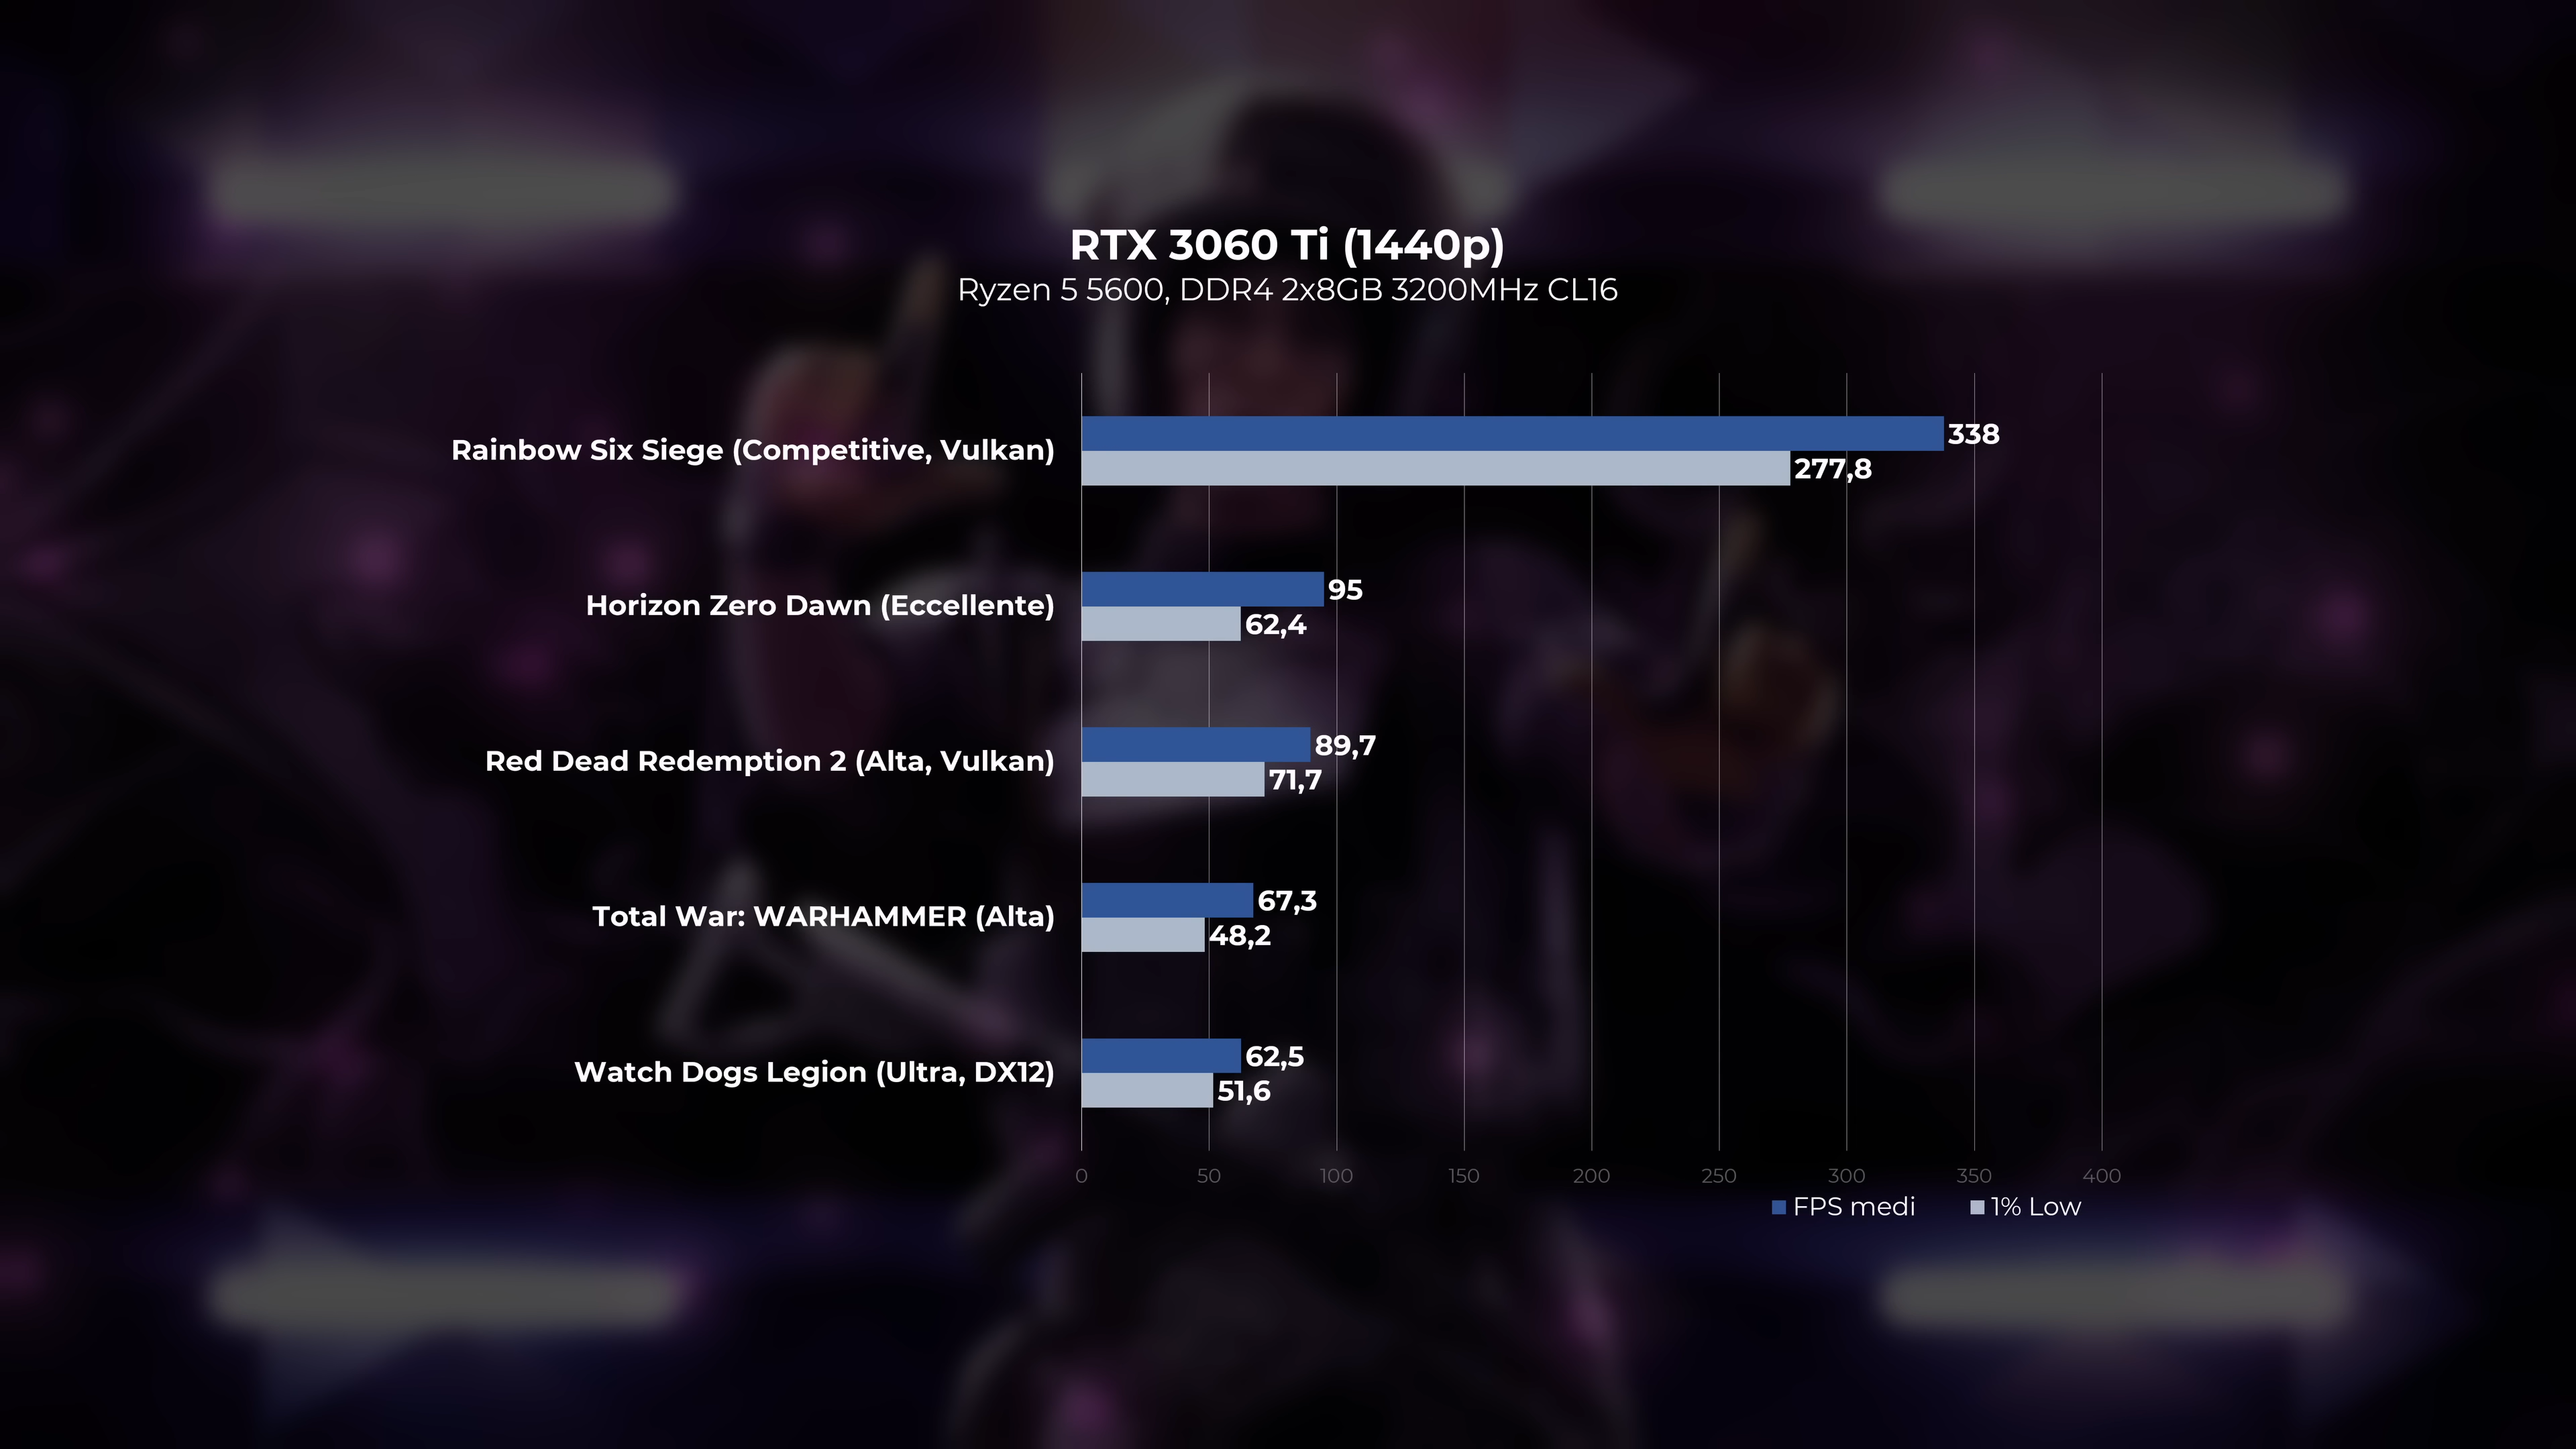 RTX 3060 Ti (1440p)
Ryzen 5 5600, DDR4 2x8GB 3200MHz CL16
Rainbow Six Siege (Competitive, Vulkan)
338
277,8
Horizon Zero Dawn (Eccellente)
95
62,4
Red Dead Redemption 2 (Alta, Vulkan)
89,7
71,7
Total War: WARHAMMER (Alta)
67,3
48,2
Watch Dogs Legion (Ultra, DX12)
62,5
51,6
0 50 100 150 200 250 300 350 400
FPS medi 1% Low